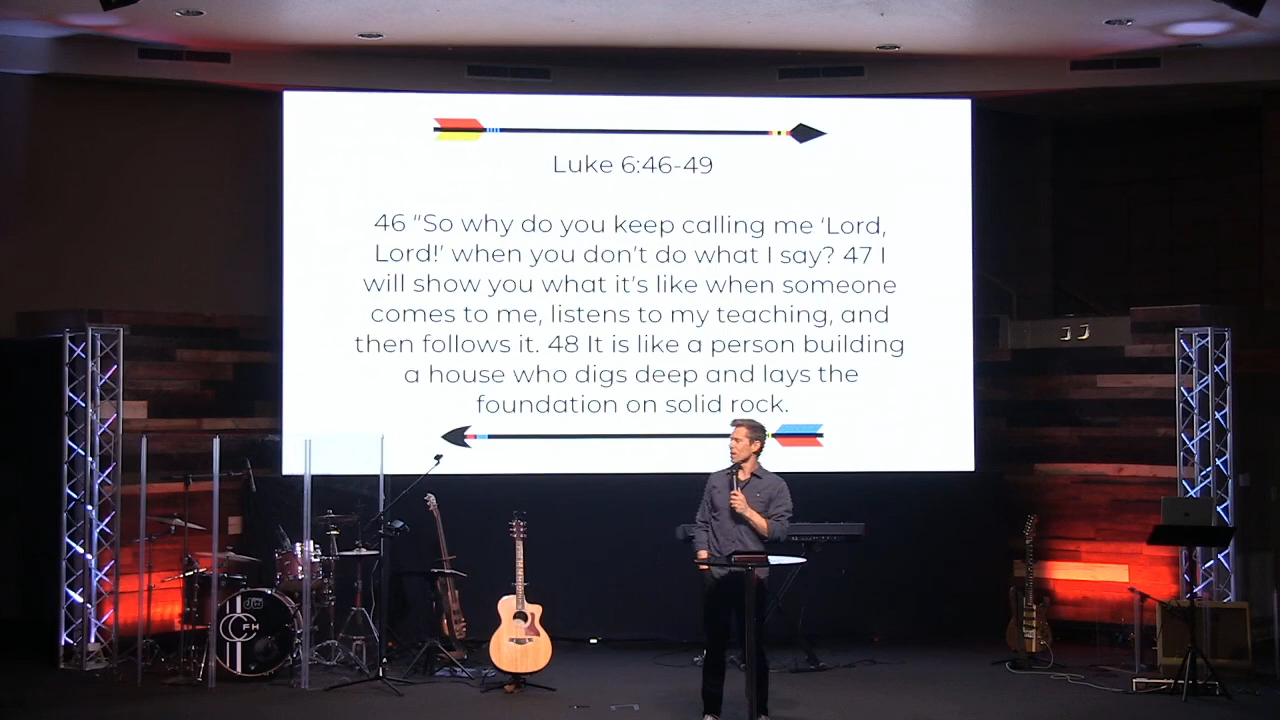 Luke 6:46-49
46 “So why do you keep calling me ‘Lord,
Lord!’ when you don’t do what I say? 47 I
will show you what it’s like when someone
comes to me, listens to my teaching, and
then follows it. 48 It is like a person building
a house who digs deep and lays the
foundation on solid rock.
dw
CC FH